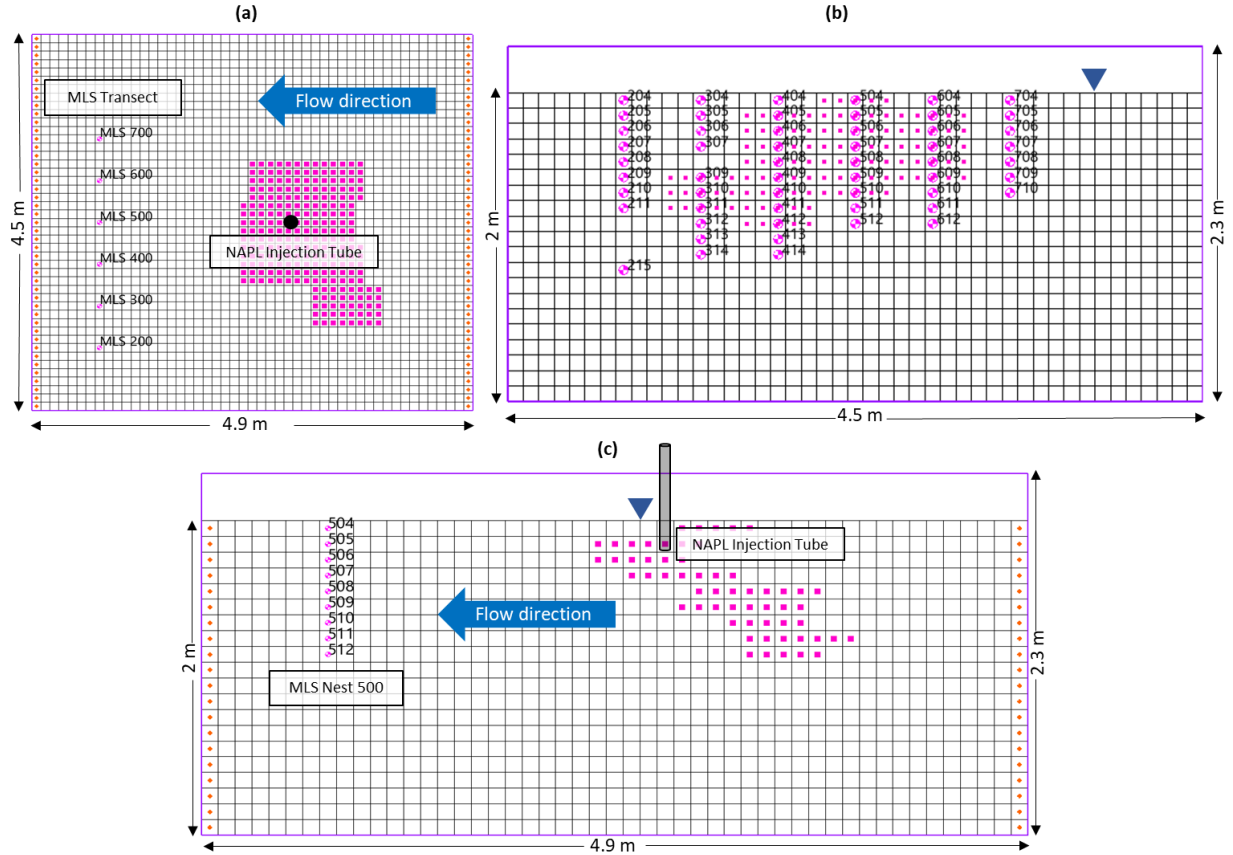 (a)
MLS Transect
Flow direction
MLS 700
MLS 600
MLS 500
NAPL Injection Tube
MLS 400
MLS 300
MLS 200
4.5 m
4.9 m
(b)
204 304 404 504 604 704
205 305 405 505 605 705
206 306 406 506 606 706
207 307 407 507 607 707
208 408 508 608 708
209 309 409 509 609 709
210 310 410 510 610 710
211 311 411 511 611
312 412 512 612
313 413
314 414
215
2 m
2.3 m
4.5 m
(c)
504
505
506
507
508
509
510
511
512
NAPL Injection Tube
Flow direction
MLS Nest 500
2 m
2.3 m
4.9 m